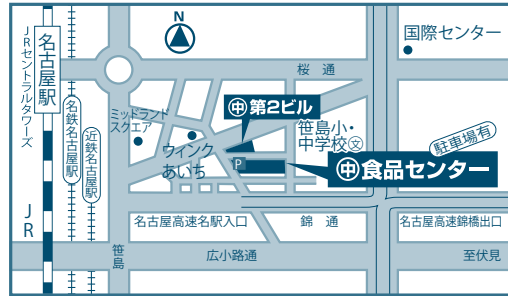 N
国際センター
桜 通
名古屋駅
JRセントラルタワーズ
ミッドランド
スクエア
中第2ビル
笹島小・
中学校文
駐車場有
名鉄名古屋駅
近鉄名古屋駅
ウィンク
あいち
P
中食品センター
JR
名古屋高速名駅入口
錦 通
名古屋高速錦橋出口
笹島
広小路通
至伏見